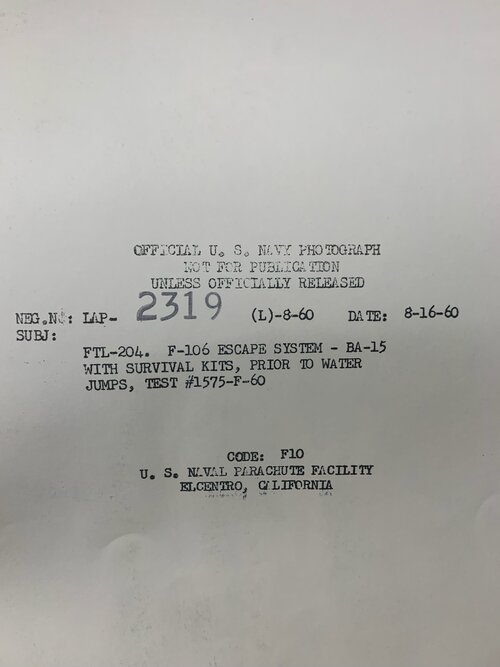 OFFICIAL U. S. NAVY PHOTOGRAPH
NOT FOR PUBLICATION
UNLESS OFFICIALLY RELEASED
NEG.NO: LAP- 2319 (L)-8-60 DATE: 8-16-60
SUBJ:
FTL-204. F-106 ESCAPE SYSTEM - BA-15
WITH SURVIVAL KITS, PRIOR TO WATER
JUMPS, TEST #1575-F-60
CODE: F10
U. S. NAVAL PARACHUTE FACILITY
ELCENTRO, CALIFORNIA